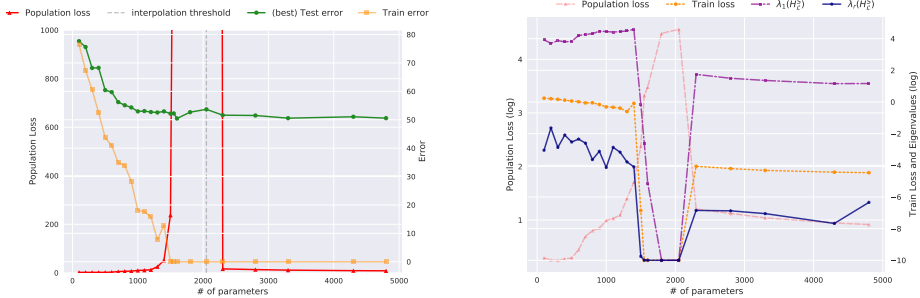 Population loss interpolation threshold (best) Test error Train error
1000
800
600
400
200
0
Population Loss
80
70
60
50
40
30
20
10
0
Error
0 1000 2000 3000 4000 5000
# of parameters
Population loss Train loss λ₁(H_c^S) λᵣ(H_c^S)
4
3
2
1
Population Loss (log)
4
2
0
−2
−4
−6
−8
−10
Train Loss and Eigenvalues (log)
0 1000 2000 3000 4000 5000
# of parameters